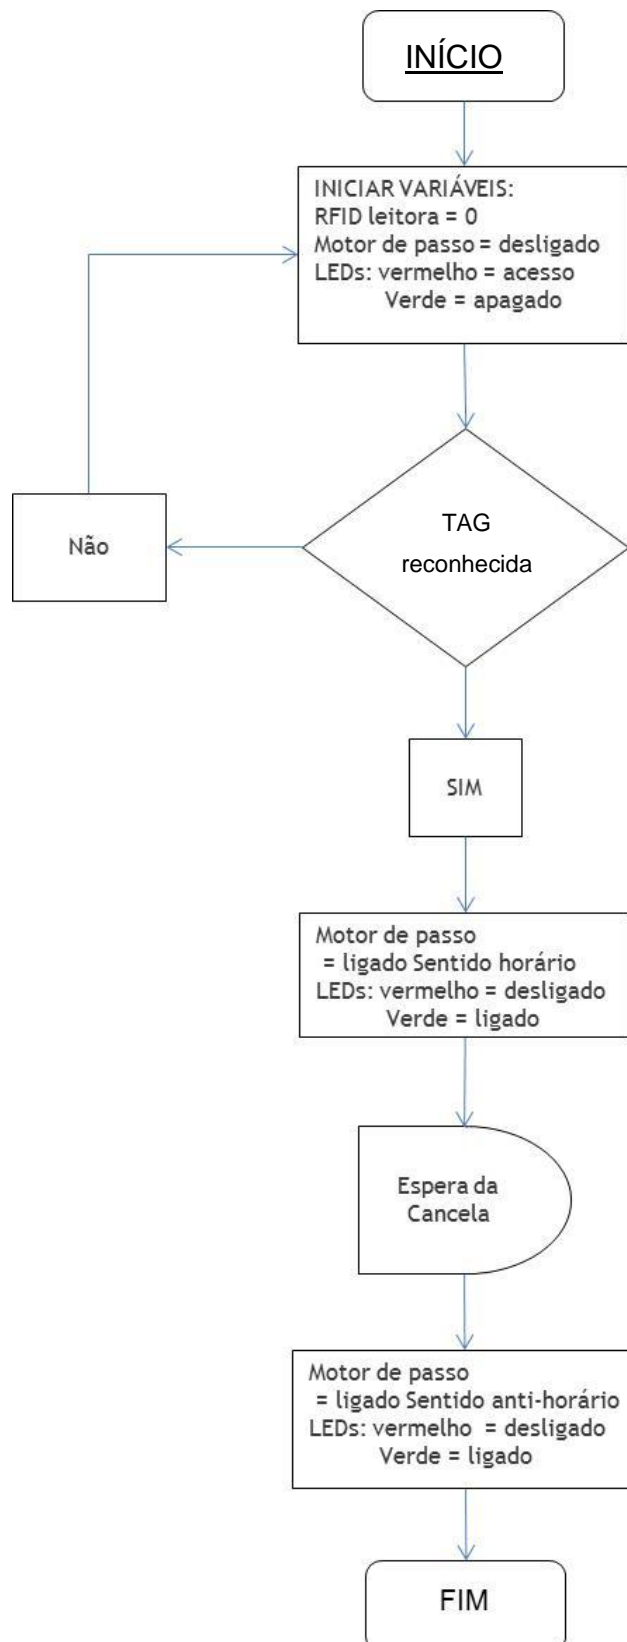 INÍCIO
INICIAR VARIÁVEIS:
RFID leitora = 0
Motor de passo = desligado
LEDs: vermelho = acesso
Verde = apagado
TAG
reconhecida
Não
SIM
Motor de passo
= ligado Sentido horário
LEDs: vermelho = desligado
Verde = ligado
Espera da
Cancela
Motor de passo
= ligado Sentido anti-horário
LEDs: vermelho = desligado
Verde = ligado
FIM